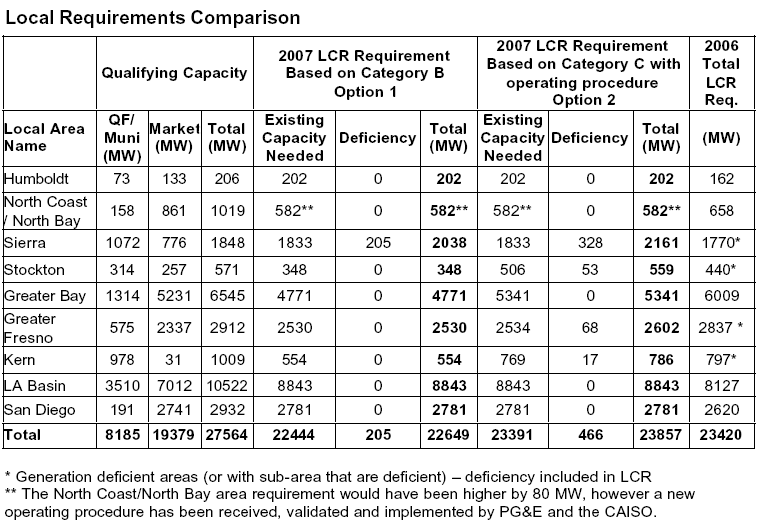 Local Requirements Comparison
Qualifying Capacity
2007 LCR Requirement
Based on Category B
Option 1
2007 LCR Requirement
Based on Category C with
operating procedure
Option 2
2006
Total
LCR
Req.
Local Area
Name
QF/
Muni
(MW)
Market
(MW)
Total
(MW)
Existing
Capacity
Needed
Deficiency
Total
(MW)
Existing
Capacity
Needed
Deficiency
Total
(MW)
(MW)
Humboldt 73 133 206 202 0 202 202 0 202 162
North Coast
/ North Bay 158 861 1019 582** 0 582** 582** 0 582** 658
Sierra 1072 776 1848 1833 205 2038 1833 328 2161 1770*
Stockton 314 257 571 348 0 348 506 53 559 440*
Greater Bay 1314 5231 6545 4771 0 4771 5341 0 5341 6009
Greater
Fresno 575 2337 2912 2530 0 2530 2534 68 2602 2837 *
Kern 978 31 1009 554 0 554 769 17 786 797*
LA Basin 3510 7012 10522 8843 0 8843 8843 0 8843 8127
San Diego 191 2741 2932 2781 0 2781 2781 0 2781 2620
Total 8185 19379 27564 22444 205 22649 23391 466 23857 23420
* Generation deficient areas (or with sub-area that are deficient) – deficiency included in LCR
** The North Coast/North Bay area requirement would have been higher by 80 MW, however a new
operating procedure has been received, validated and implemented by PG&E and the CAISO.